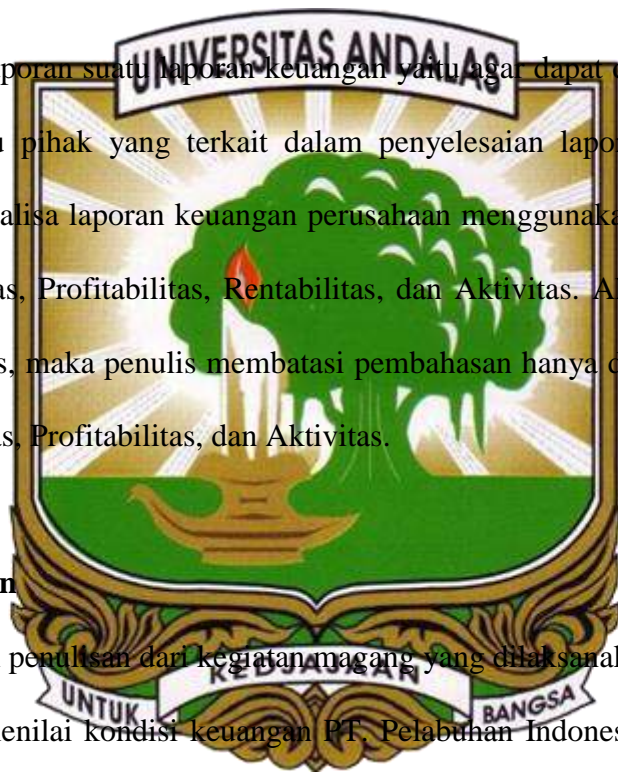 UNIVERSITAS ANDALAS
poran suatu laporan keuangan yaitu agar dapat
u pihak yang terkait dalam penyelesaian lapor
alisa laporan keuangan perusahaan menggunaka
as, Profitabilitas, Rentabilitas, dan Aktivitas. A
s, maka penulis membatasi pembahasan hanya d
as, Profitabilitas, dan Aktivitas.
n
penulisan dari kegiatan magang yang dilaksana
KEDJAJAAN
UNTUK BANGSA
enilai kondisi keuangan PT. Pelabuhan Indones